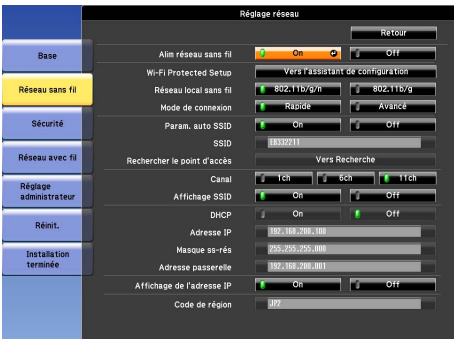 Réglage réseau
Retour
Base
Réseau sans fil
Sécurité
Réseau avec fil
Réglage
administrateur
Réinit.
Installation
terminée
Alim réseau sans fil On Off
Wi-Fi Protected Setup Vers l'assistant de configuration
Réseau local sans fil 802.11b/g/n 802.11b/g
Mode de connexion Rapide Avancé
Param. auto SSID On Off
SSID EB332211
Rechercher le point d'accès Vers Recherche
Canal 1ch 6ch 11ch
Affichage SSID On Off
DHCP On Off
Adresse IP 192.168.200.100
Masque ss-rés 255.255.255.000
Adresse passerelle 192.168.200.001
Affichage de l'adresse IP On Off
Code de région JP2